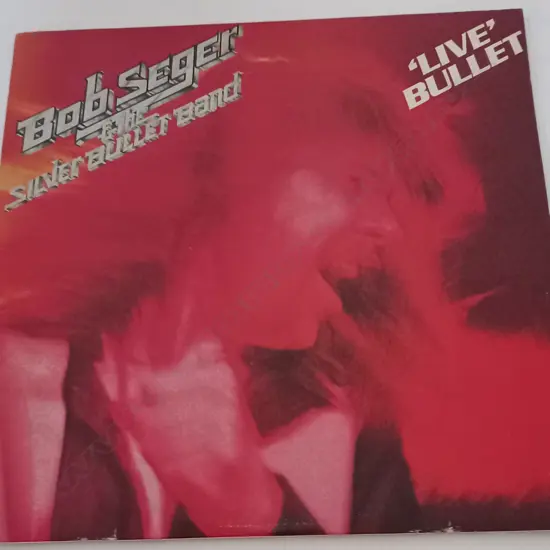 Bob Seger
& The
Silver Bullet Band
'LIVE'
BULLET